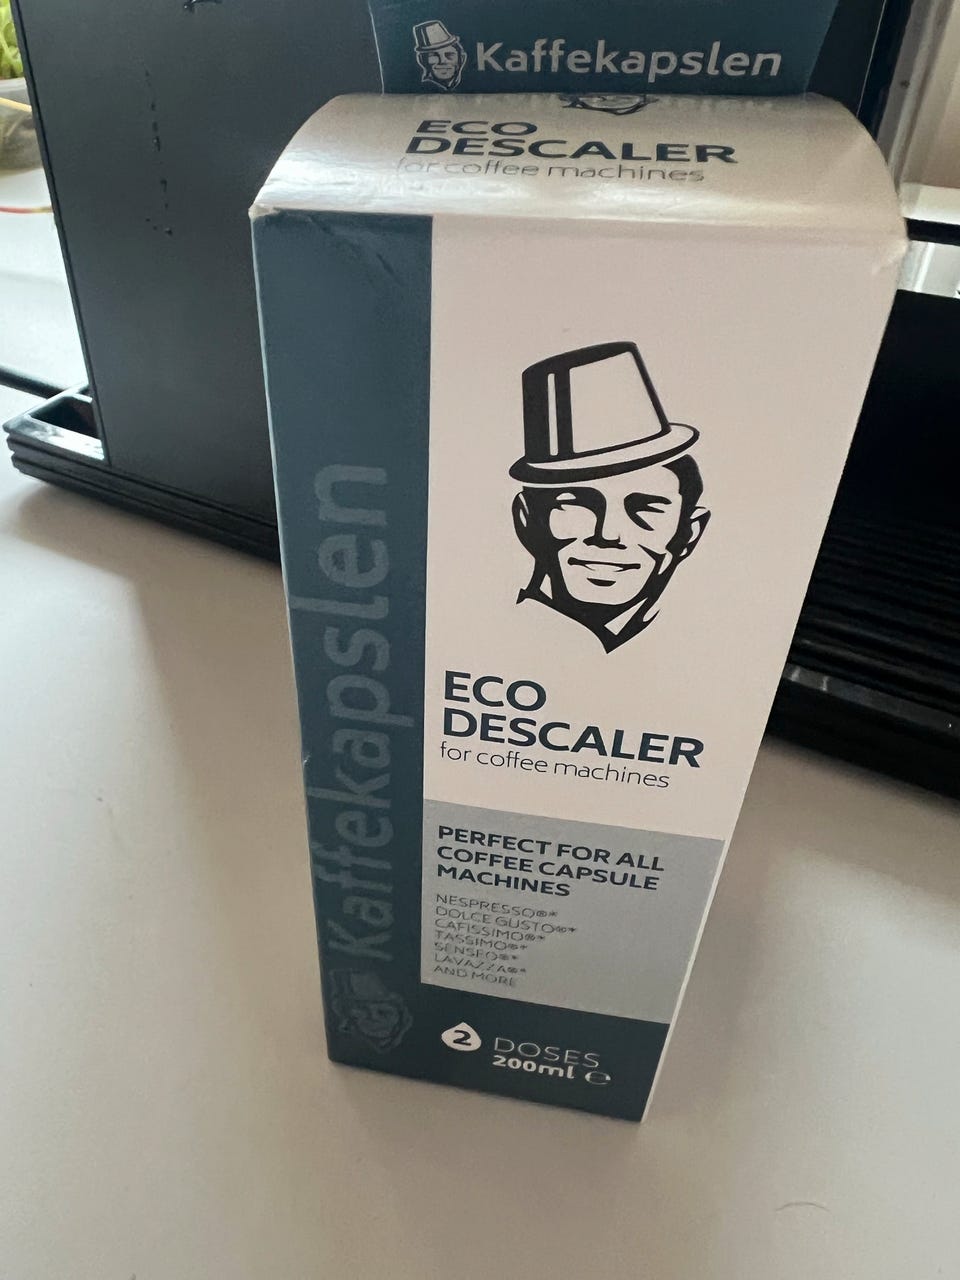 Kaffekapslen
ECO
DESCALER
for coffee machines
Kaffekapslen
ECO
DESCALER
for coffee machines
PERFECT FOR ALL
COFFEE CAPSULE
MACHINES
NESPRESSO®*
DOLCE GUSTO®*
CAFISSIMO®*
TASSIMO®*
SENSEO®*
LAVAZZA®*
AND MORE
2 DOSES
200ml ℮